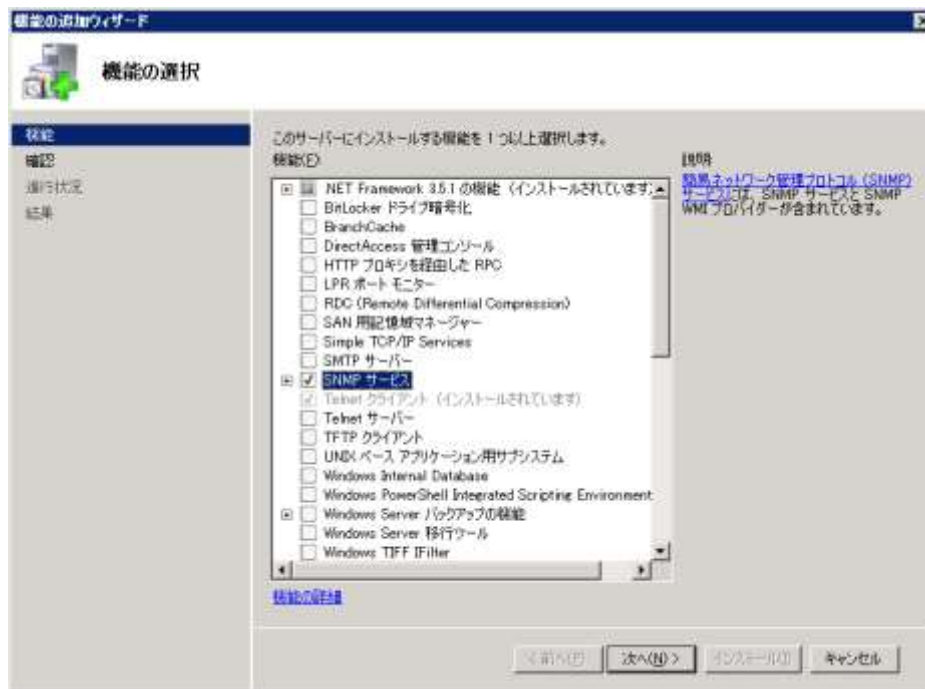 機能の追加ウィザード
機能の選択
機能
確認
進行状況
結果
このサーバーにインストールする機能を 1 つ以上選択します。
機能(E)
.NET Framework 3.5.1 の機能 (インストールされています)
BitLocker ドライブ暗号化
BranchCache
DirectAccess 管理コンソール
HTTP プロキシを経由した RPC
LPR ポート モニター
RDC (Remote Differential Compression)
SAN 用記憶域マネージャー
Simple TCP/IP Services
SMTP サーバー
SNMP サービス
Telnet クライアント (インストールされています)
Telnet サーバー
TFTP クライアント
UNIX ベース アプリケーション用サブシステム
Windows Internal Database
Windows PowerShell Integrated Scripting Environment
Windows Server バックアップの機能
Windows Server 移行ツール
Windows TIFF IFilter
機能の詳細
説明
簡易ネットワーク管理プロトコル (SNMP)
サービスには、SNMP サービスと SNMP
WMI プロバイダーが含まれています。
< 前へ(P)
次へ(N) >
インストール(I)
キャンセル